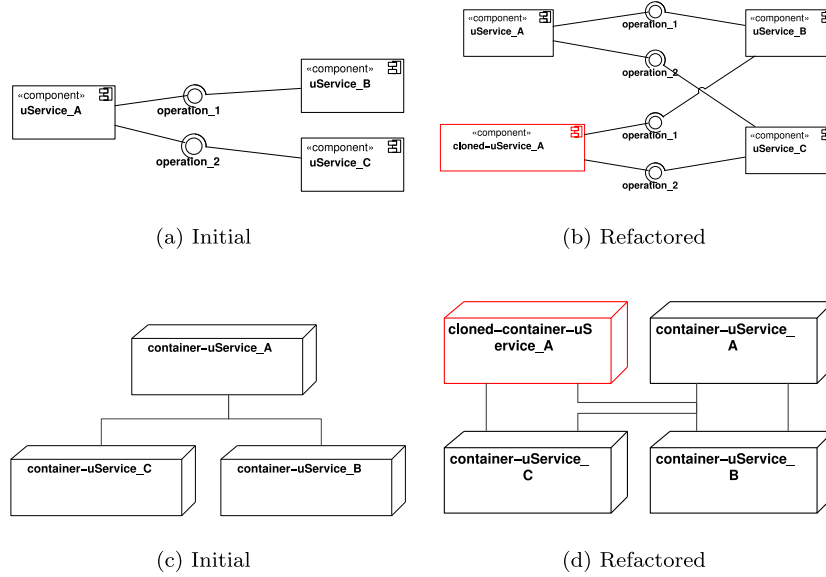 «component»
uService_A
operation_1
operation_2
«component»
uService_B
«component»
uService_C
(a) Initial
«component»
uService_A
operation_1
operation_2
«component»
uService_B
«component»
cloned–uService_A
operation_1
operation_2
«component»
uService_C
(b) Refactored
container–uService_A
container–uService_C
container–uService_B
(c) Initial
cloned–container–uS
ervice_A
container–uService_
A
container–uService_
C
container–uService_
B
(d) Refactored